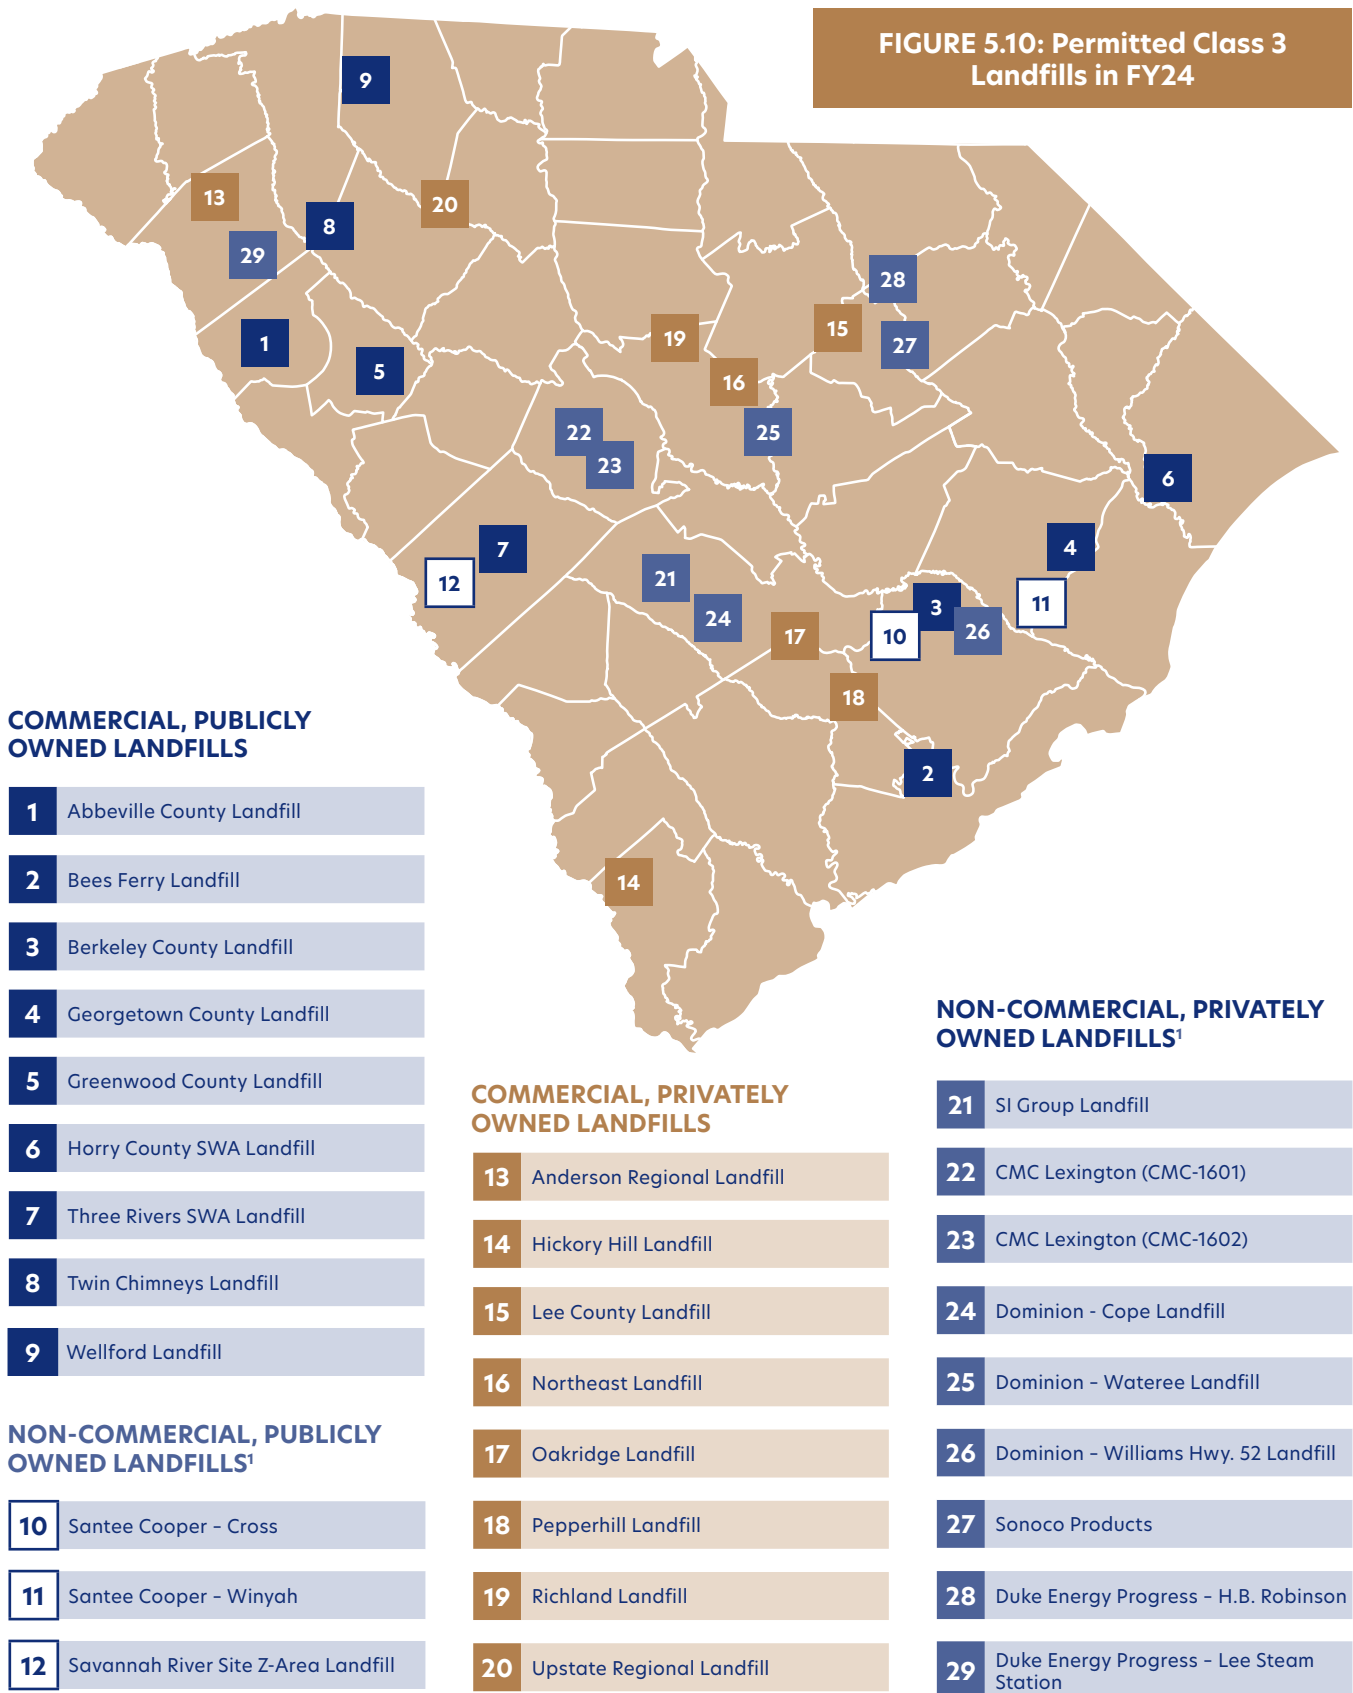 FIGURE 5.10: Permitted Class 3
Landfills in FY24
9
13
20
8
29
28
15
19
27
1
5
16
22
25
23
6
7
4
12
21
11
3
24
26
17
10
18
2
14
COMMERCIAL, PUBLICLY
OWNED LANDFILLS
1 Abbeville County Landfill
2 Bees Ferry Landfill
3 Berkeley County Landfill
4 Georgetown County Landfill
5 Greenwood County Landfill
6 Horry County SWA Landfill
7 Three Rivers SWA Landfill
8 Twin Chimneys Landfill
9 Wellford Landfill
NON-COMMERCIAL, PUBLICLY
OWNED LANDFILLS¹
10 Santee Cooper – Cross
11 Santee Cooper – Winyah
12 Savannah River Site Z-Area Landfill
COMMERCIAL, PRIVATELY
OWNED LANDFILLS
13 Anderson Regional Landfill
14 Hickory Hill Landfill
15 Lee County Landfill
16 Northeast Landfill
17 Oakridge Landfill
18 Pepperhill Landfill
19 Richland Landfill
20 Upstate Regional Landfill
NON-COMMERCIAL, PRIVATELY
OWNED LANDFILLS¹
21 SI Group Landfill
22 CMC Lexington (CMC-1601)
23 CMC Lexington (CMC-1602)
24 Dominion - Cope Landfill
25 Dominion – Wateree Landfill
26 Dominion – Williams Hwy. 52 Landfill
27 Sonoco Products
28 Duke Energy Progress – H.B. Robinson
29 Duke Energy Progress – Lee Steam
Station